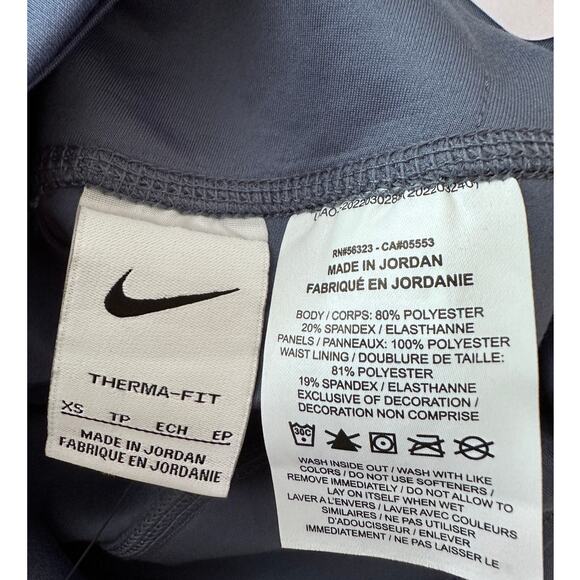 THERMA-FIT
XS TP ECH EP
MADE IN JORDAN
FABRIQUÉ EN JORDANIE
RN#56323 - CA#05553
MADE IN JORDAN
FABRIQUÉ EN JORDANIE
BODY / CORPS: 80% POLYESTER
20% SPANDEX / ELASTHANNE
PANELS / PANNEAUX: 100% POLYESTER
WAIST LINING / DOUBLURE DE TAILLE:
81% POLYESTER
19% SPANDEX / ELASTHANNE
EXCLUSIVE OF DECORATION /
DECORATION NON COMPRISE
30C
WASH INSIDE OUT / WASH WITH LIKE
COLORS / DO NOT USE SOFTENERS /
REMOVE IMMEDIATELY / DO NOT ALLOW TO
LAY ON ITSELF WHEN WET
LAVER A L'ENVERS / LAVER AVEC COULEURS
SIMILAIRES / NE PAS UTILISER
D'ADOUCISSEUR / ENLEVER
IMMÉDIATEMENT / NE PAS LAISSER LE